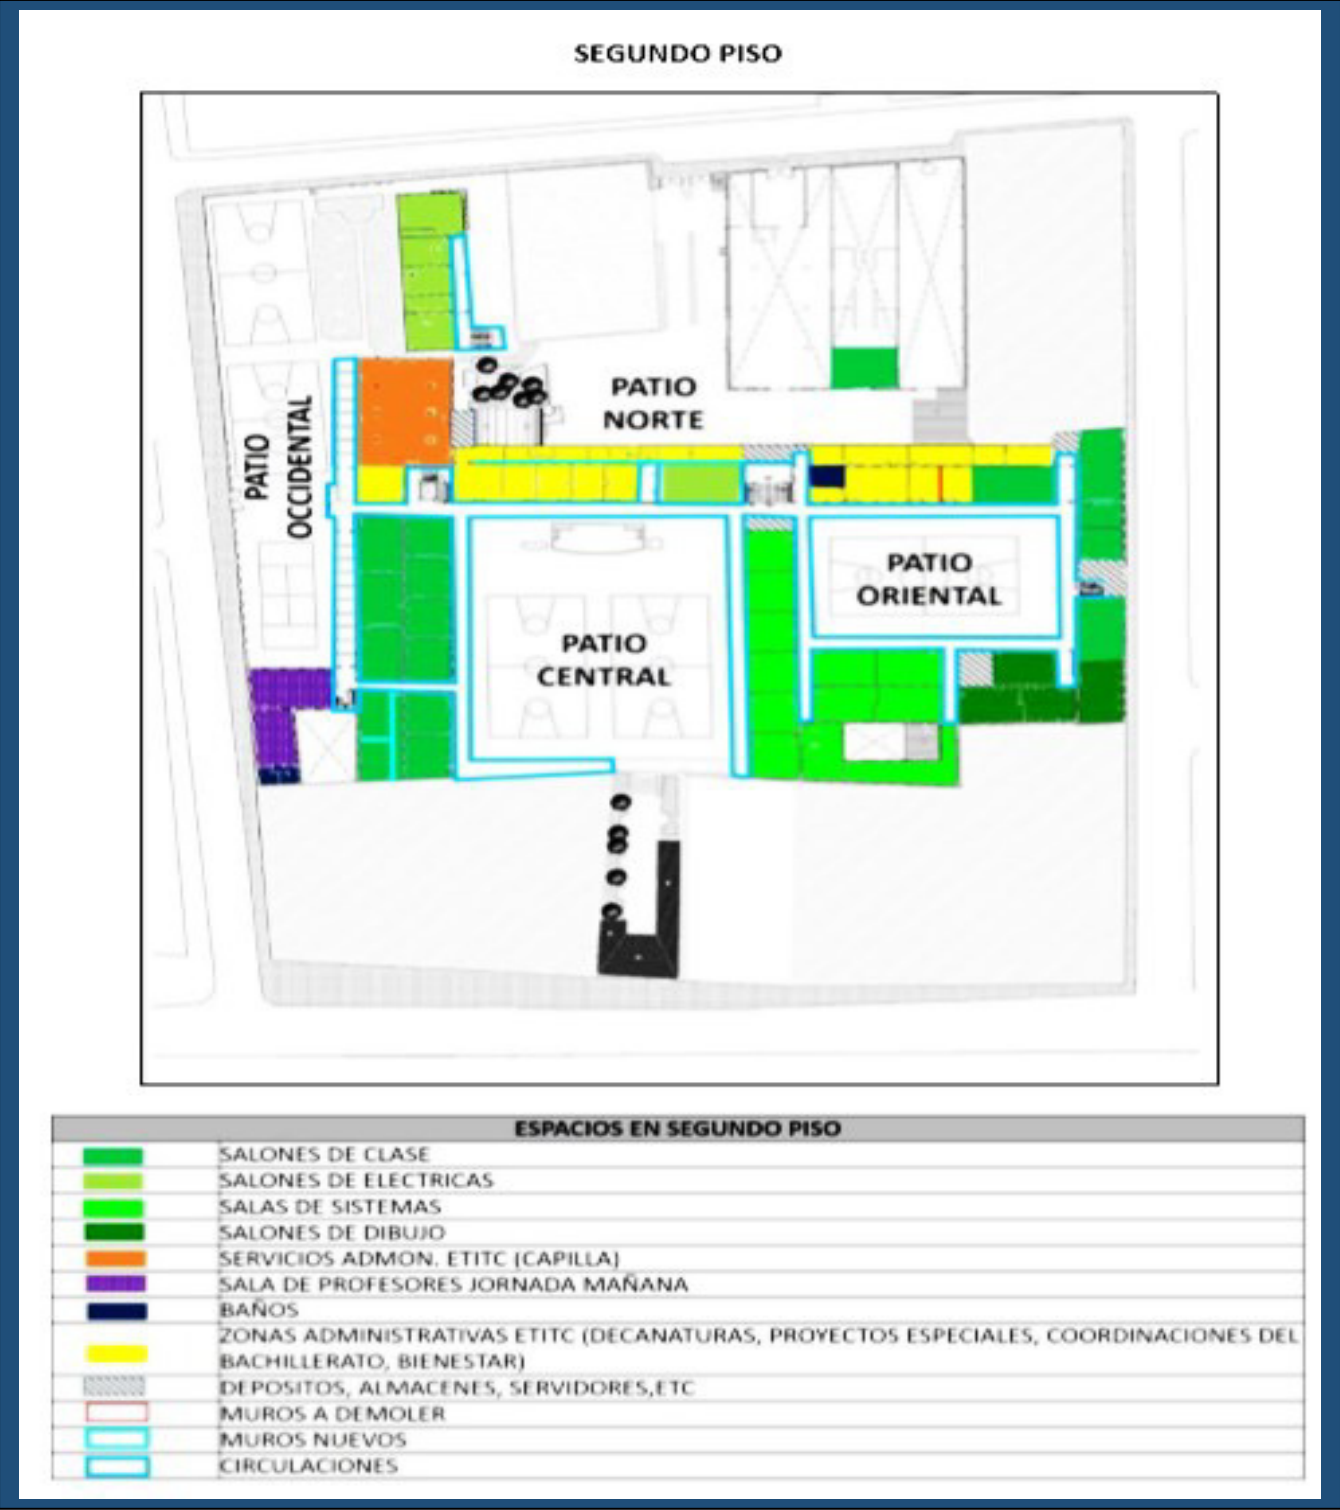 SEGUNDO PISO
PATIO
NORTE
PATIO
OCCIDENTAL
PATIO
ORIENTAL
PATIO
CENTRAL
ESPACIOS EN SEGUNDO PISO
SALONES DE CLASE
SALONES DE ELECTRICAS
SALAS DE SISTEMAS
SALONES DE DIBUJO
SERVICIOS ADMON. ETITC (CAPILLA)
SALA DE PROFESORES JORNADA MAÑANA
BAÑOS
ZONAS ADMINISTRATIVAS ETITC (DECANATURAS, PROYECTOS ESPECIALES, COORDINACIONES DEL
BACHILLERATO, BIENESTAR)
DEPOSITOS, ALMACENES, SERVIDORES,ETC
MUROS A DEMOLER
MUROS NUEVOS
CIRCULACIONES